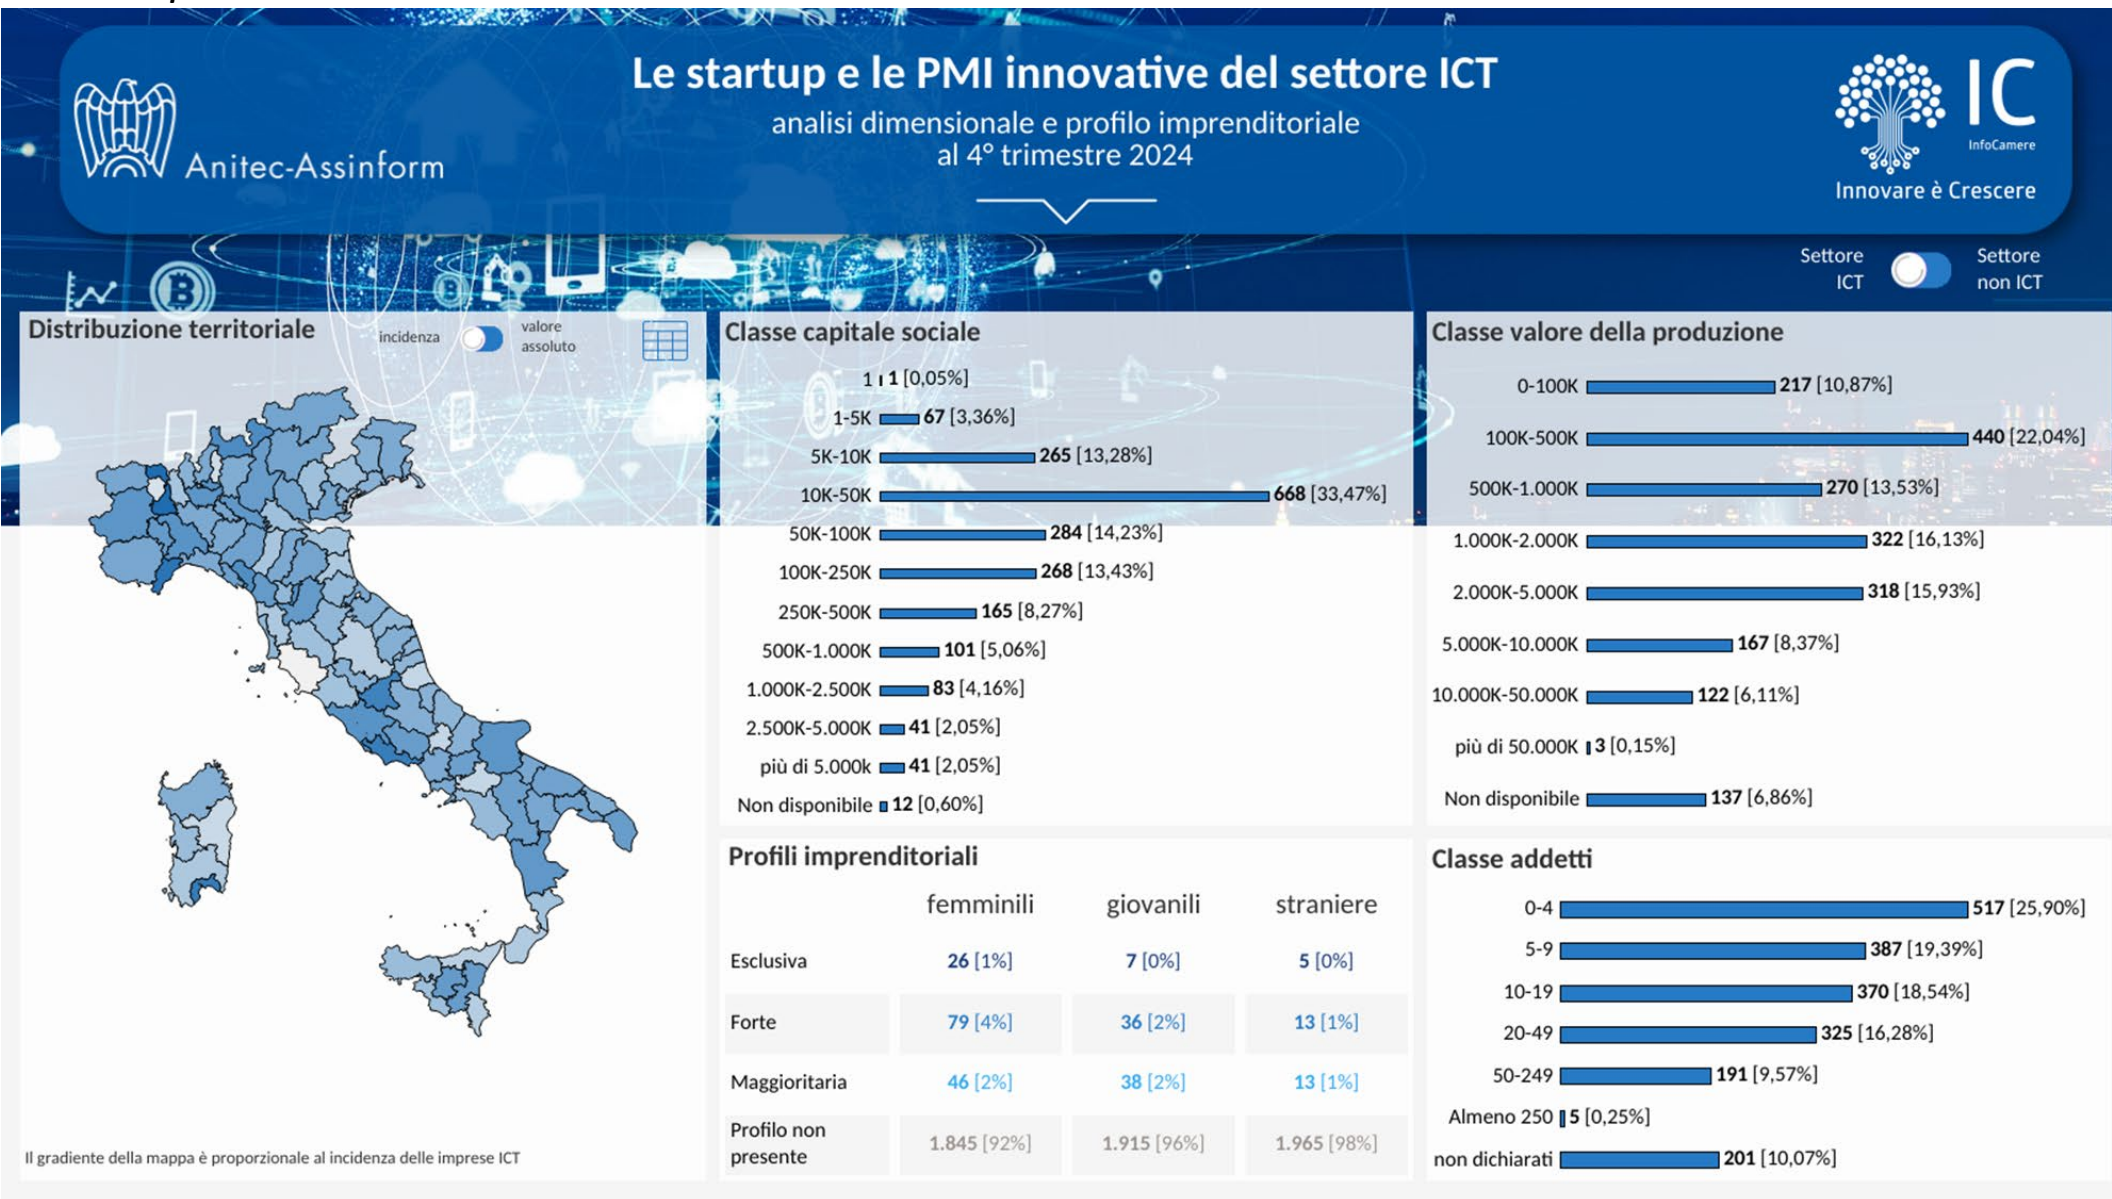 Le startup e le PMI innovative del settore ICT
analisi dimensionale e profilo imprenditoriale
al 4° trimestre 2024
Anitec-Assinform
IC
InfoCamere
Innovare è Crescere
Settore
ICT
Settore
non ICT
Distribuzione territoriale
incidenza
valore
assoluto
Il gradiente della mappa è proporzionale al incidenza delle imprese ICT
Classe capitale sociale
1 1 [0,05%]
1-5K 67 [3,36%]
5K-10K 265 [13,28%]
10K-50K 668 [33,47%]
50K-100K 284 [14,23%]
100K-250K 268 [13,43%]
250K-500K 165 [8,27%]
500K-1.000K 101 [5,06%]
1.000K-2.500K 83 [4,16%]
2.500K-5.000K 41 [2,05%]
più di 5.000k 41 [2,05%]
Non disponibile 12 [0,60%]
Classe valore della produzione
0-100K 217 [10,87%]
100K-500K 440 [22,04%]
500K-1.000K 270 [13,53%]
1.000K-2.000K 322 [16,13%]
2.000K-5.000K 318 [15,93%]
5.000K-10.000K 167 [8,37%]
10.000K-50.000K 122 [6,11%]
più di 50.000K 3 [0,15%]
Non disponibile 137 [6,86%]
Profili imprenditoriali
femminili giovanili straniere
Esclusiva 26 [1%] 7 [0%] 5 [0%]
Forte 79 [4%] 36 [2%] 13 [1%]
Maggioritaria 46 [2%] 38 [2%] 13 [1%]
Profilo non
presente 1.845 [92%] 1.915 [96%] 1.965 [98%]
Classe addetti
0-4 517 [25,90%]
5-9 387 [19,39%]
10-19 370 [18,54%]
20-49 325 [16,28%]
50-249 191 [9,57%]
Almeno 250 5 [0,25%]
non dichiarati 201 [10,07%]